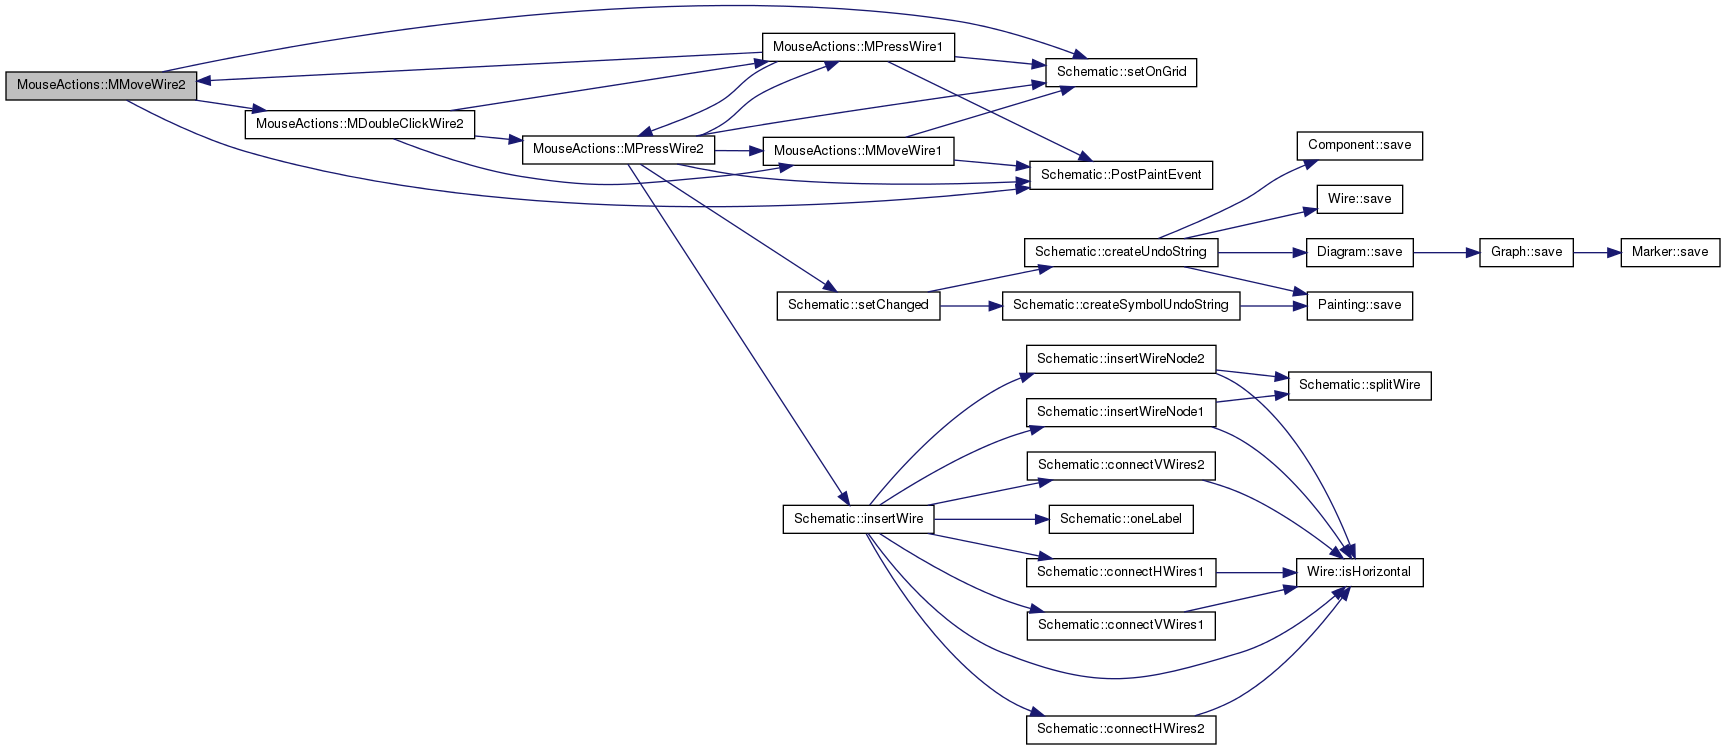 MouseActions::MMoveWire2
MouseActions::MDoubleClickWire2
MouseActions::MPressWire2
MouseActions::MPressWire1
MouseActions::MMoveWire1
Schematic::setOnGrid
Schematic::PostPaintEvent
Schematic::setChanged
Schematic::createUndoString
Schematic::createSymbolUndoString
Component::save
Wire::save
Diagram::save
Graph::save
Marker::save
Painting::save
Schematic::insertWire
Schematic::insertWireNode2
Schematic::insertWireNode1
Schematic::connectVWires2
Schematic::oneLabel
Schematic::connectHWires1
Schematic::connectVWires1
Schematic::connectHWires2
Schematic::splitWire
Wire::isHorizontal